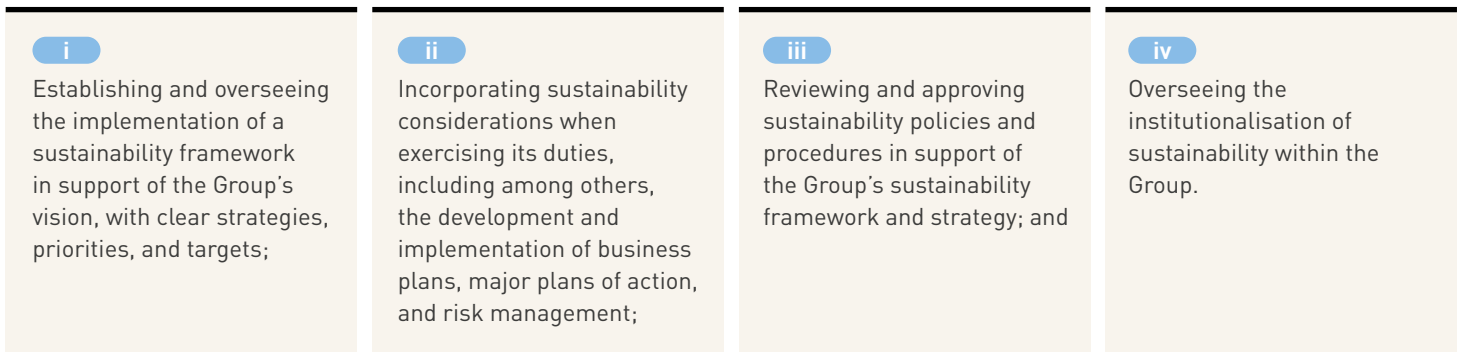 i
Establishing and overseeing
the implementation of a
sustainability framework
in support of the Group’s
vision, with clear strategies,
priorities, and targets;
ii
Incorporating sustainability
considerations when
exercising its duties,
including among others,
the development and
implementation of business
plans, major plans of action,
and risk management;
iii
Reviewing and approving
sustainability policies and
procedures in support of
the Group’s sustainability
framework and strategy; and
iv
Overseeing the
institutionalisation of
sustainability within the
Group.